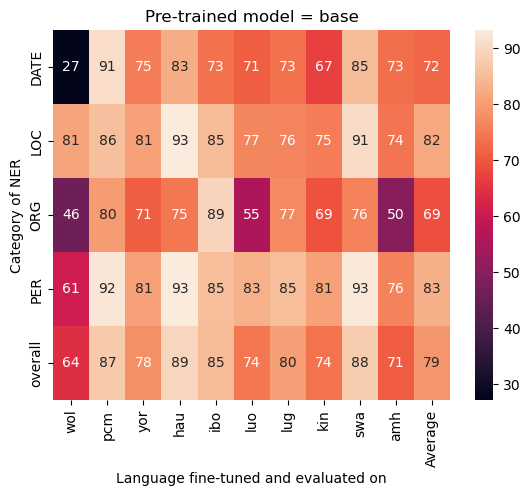 Pre-trained model = base
Category of NER
DATE 27 91 75 83 73 71 73 67 85 73 72
LOC 81 86 81 93 85 77 76 75 91 74 82
ORG 46 80 71 75 89 55 77 69 76 50 69
PER 61 92 81 93 85 83 85 81 93 76 83
overall 64 87 78 89 85 74 80 74 88 71 79
wol pcm yor hau ibo luo lug kin swa amh Average
Language fine-tuned and evaluated on
90
80
70
60
50
40
30